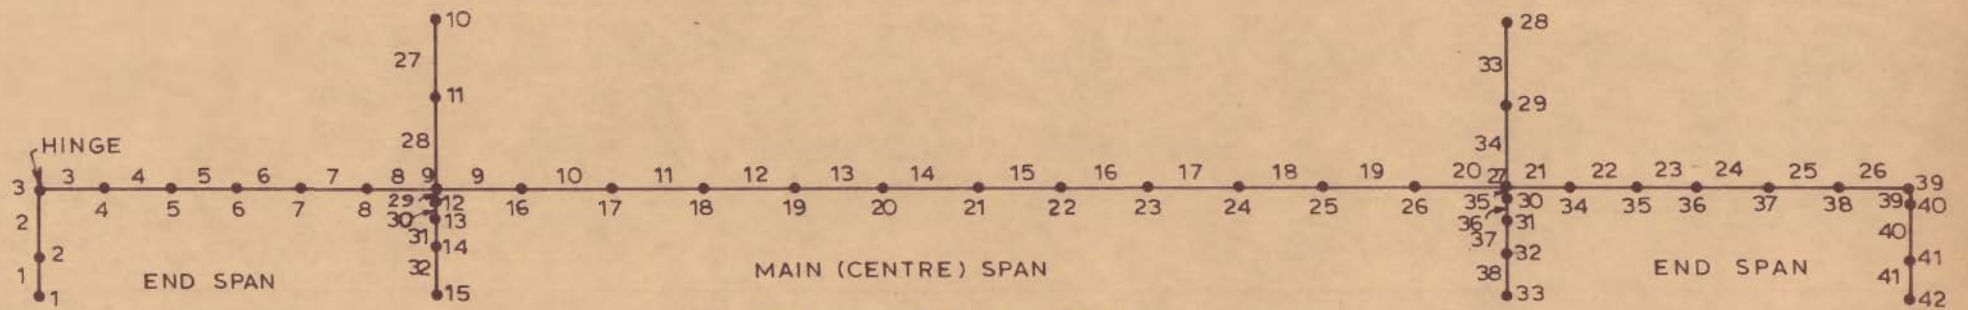 10 28
27 33
11 29
28 34
HINGE
3 3 4 5 6 7 8 9 9 10 11 12 13 14 15 16 17 18 19 20 27 21 22 23 24 25 26 39
4 5 6 7 8 29 12 16 17 18 19 20 21 22 23 24 25 26 35 30 34 35 36 37 38 39 40
2 30 13 36 31 40
31 14 37 32
2 41
1 32 38 41
END SPAN MAIN (CENTRE) SPAN END SPAN
1 15 33 42